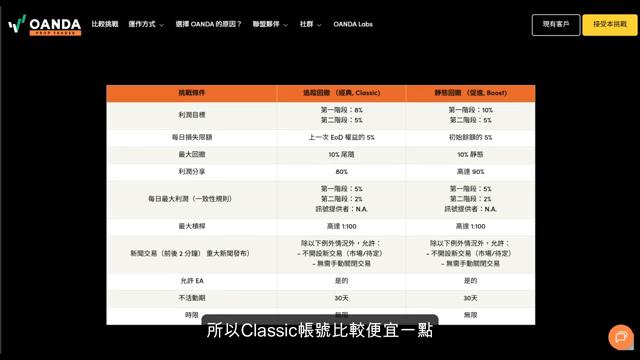 OANDA
PROP TRADER
比較挑戰 運作方式 選擇 OANDA 的原因？ 聯盟夥伴 社群 OANDA Labs
現有客戶 接受本挑戰
挑戰條件 追蹤回撤 （經典, Classic) 靜態回撤 （促進, Boost)
利潤目標 第一階段：8% 第一階段：10%
第二階段：5% 第二階段：5%
每日損失限額 上一次 EoD 權益的 5% 初始餘額的 5%
最大回撤 10% 尾隨 10% 靜態
利潤分享 80% 高達 90%
每日最大利潤（一致性規則） 第一階段：5% 第一階段：5%
第二階段：2% 第二階段：2%
訊號提供者：N.A. 訊號提供者：N.A.
最大槓桿 高達 1:100 高達 1:100
新聞交易（前後 2 分鐘） 重大新聞發布） 除以下例外情況外，允許： 除以下例外情況外，允許：
– 不開設新交易（市場/待定） – 不開設新交易（市場/待定）
– 無需手動關閉交易 – 無需手動關閉交易
允許 EA 是的 是的
不活動期 30天 30天
時限 無限 無限
所以Classic帳號比較便宜一點